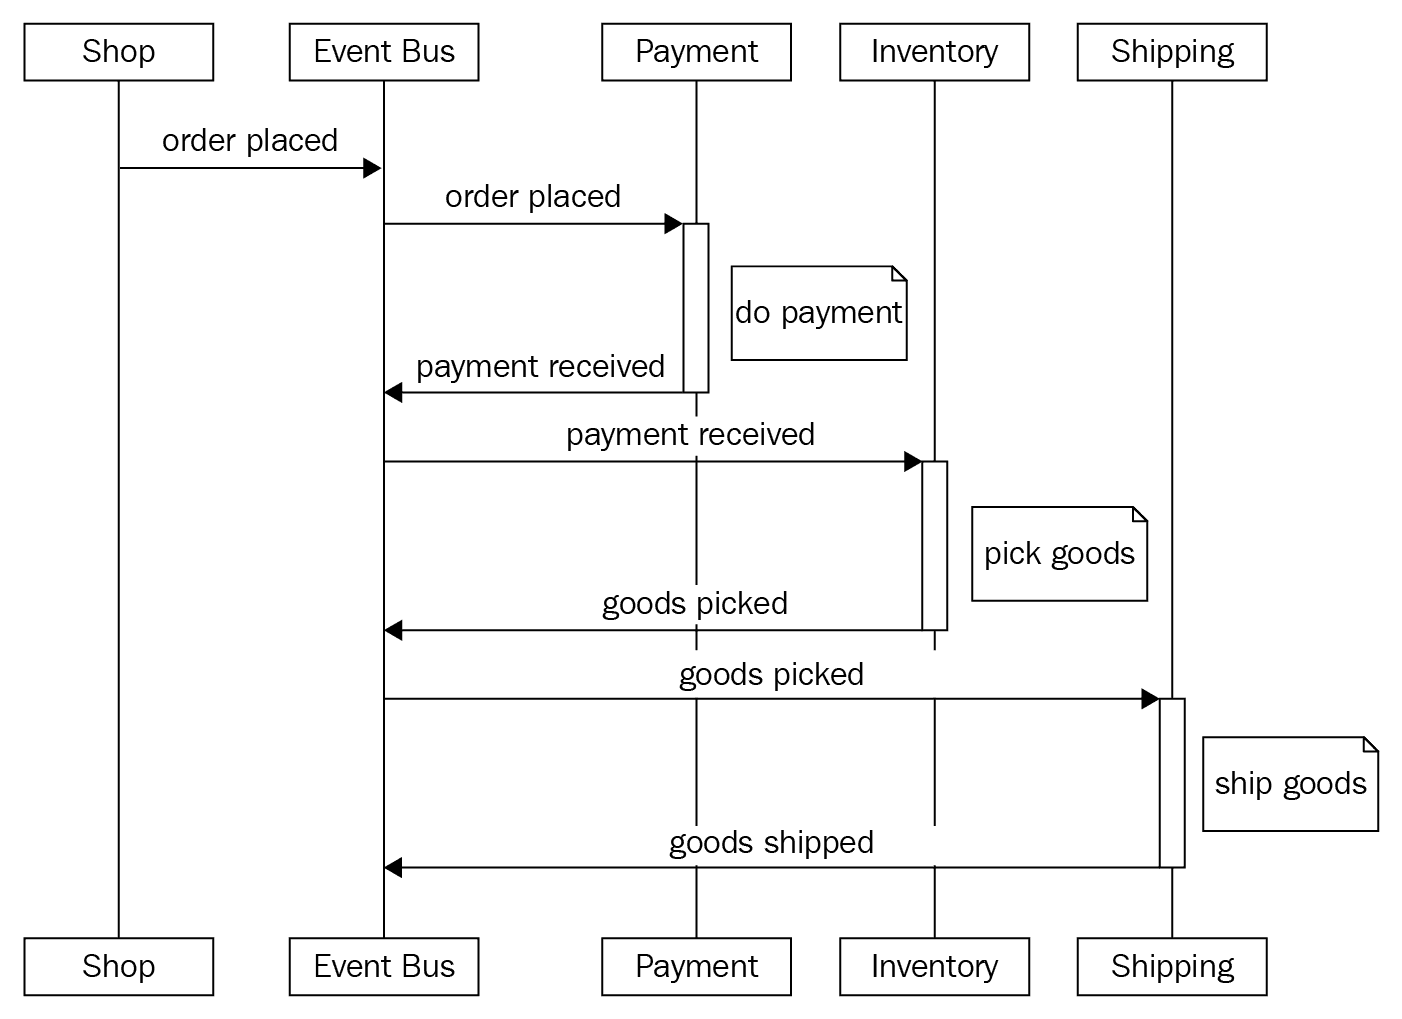 Shop
Event Bus
Payment
Inventory
Shipping
order placed
order placed
do payment
payment received
payment received
pick goods
goods picked
goods picked
ship goods
goods shipped
Shop
Event Bus
Payment
Inventory
Shipping